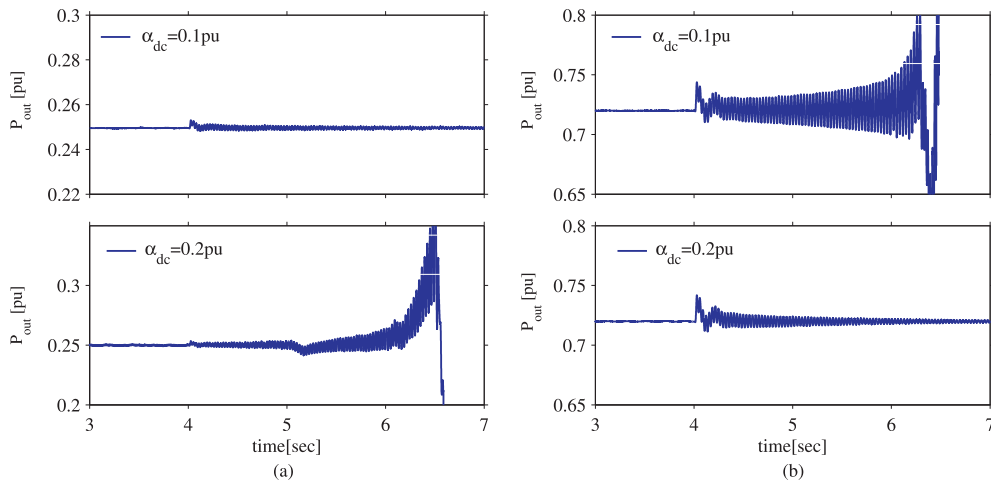 0.3
0.28
0.26
0.24
0.22
P_out [pu]
α_dc=0.1pu
0.3
0.25
0.2
P_out [pu]
α_dc=0.2pu
3 4 5 6 7
time[sec]
(a)
0.8
0.75
0.7
0.65
P_out [pu]
α_dc=0.1pu
0.8
0.75
0.7
0.65
P_out [pu]
α_dc=0.2pu
3 4 5 6 7
time[sec]
(b)